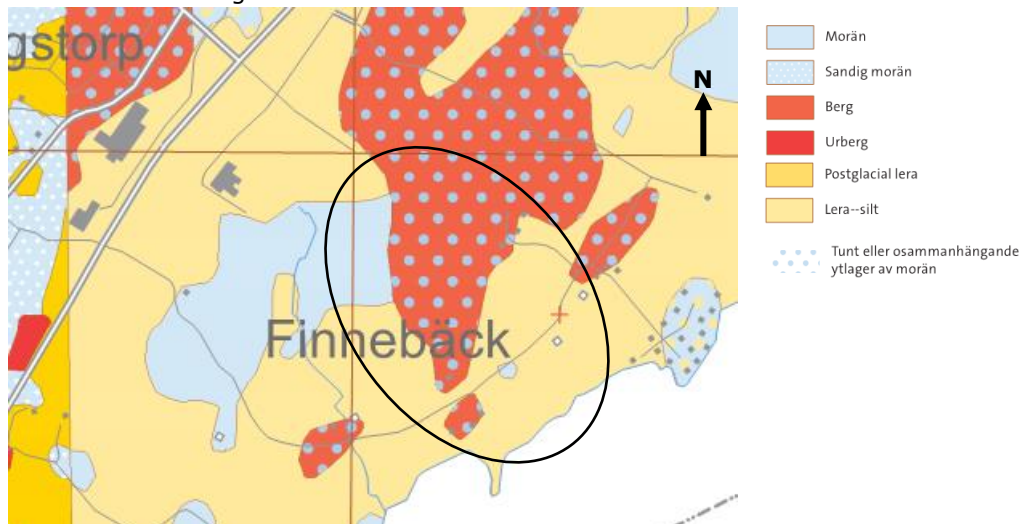 gstorp
N
Finnebäck
Morän
Sandig morän
Berg
Urberg
Postglacial lera
Lera--silt
Tunt eller osammanhängande
ytlager av morän